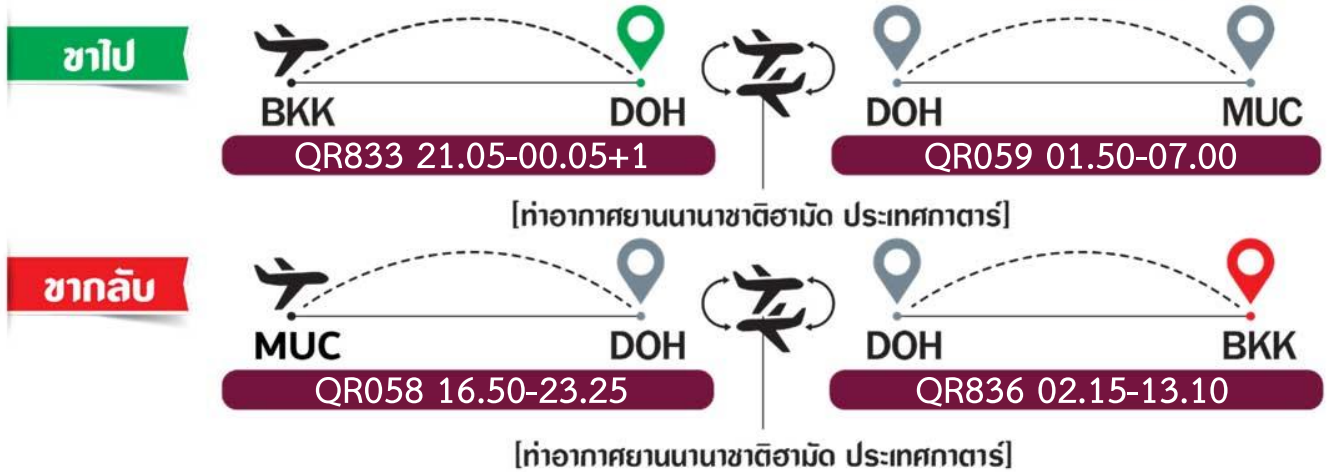 ขาไป
BKK DOH DOH MUC
QR833 21.05-00.05+1 QR059 01.50-07.00
[ท่าอากาศยานนานาชาติฮามัด ประเทศกาตาร์]
ขากลับ
MUC DOH DOH BKK
QR058 16.50-23.25 QR836 02.15-13.10
[ท่าอากาศยานนานาชาติฮามัด ประเทศกาตาร์]